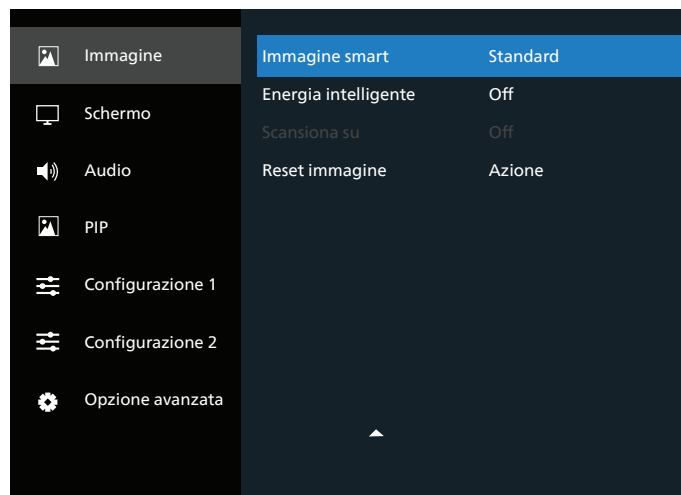 Immagine
Schermo
Audio
PIP
Configurazione 1
Configurazione 2
Opzione avanzata
Immagine smart Standard
Energia intelligente Off
Scansiona su Off
Reset immagine Azione